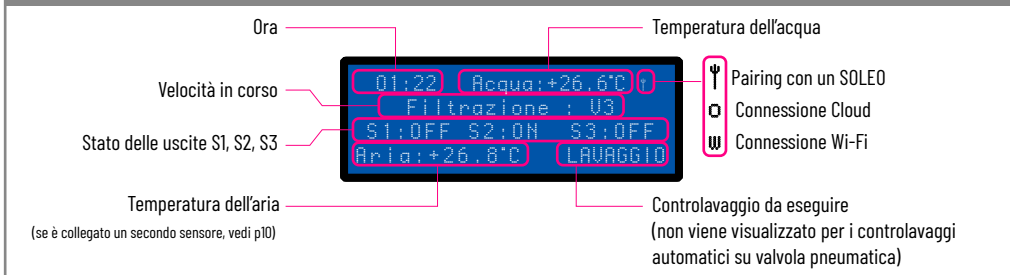 Ora
Temperatura dell'acqua
01:22 Acqua:+26.6°C
Pairing con un SOLEO
Velocità in corso
Filtrazione : V3
Connessione Cloud
Stato delle uscite S1, S2, S3
S1:OFF S2:ON S3:OFF
Connessione Wi-Fi
Aria:+26.8°C LAVAGGIO
Temperatura dell'aria
(se è collegato un secondo sensore, vedi p10)
Controlavaggio da eseguire
(non viene visualizzato per i controlavaggi
automatici su valvola pneumatica)